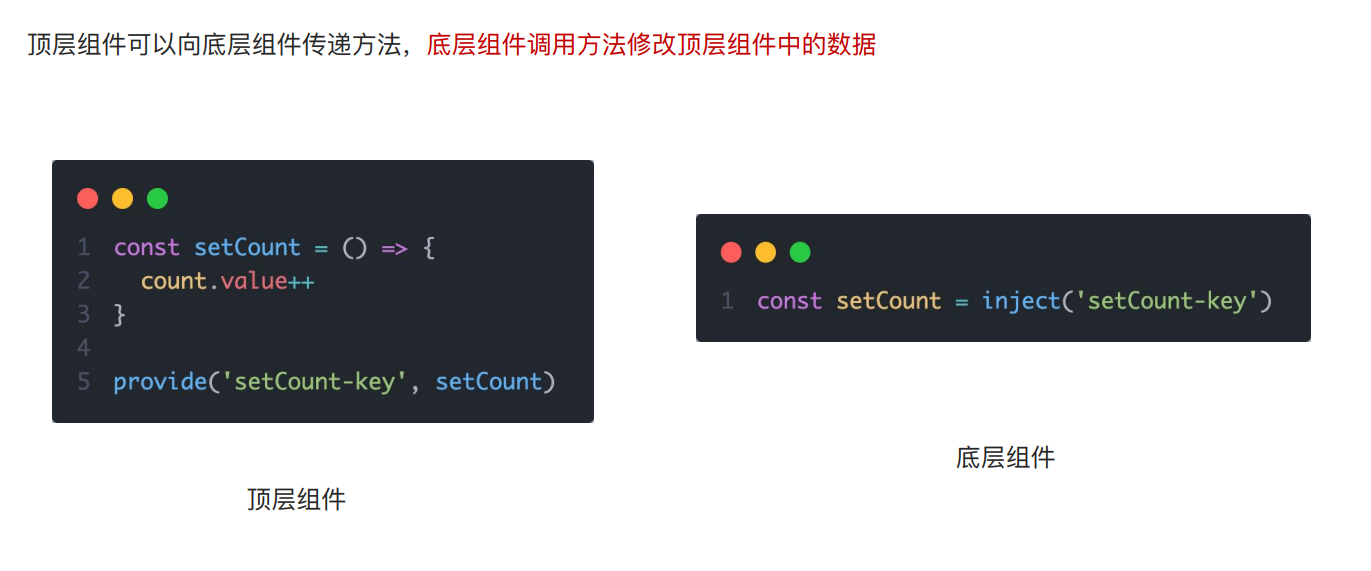 顶层组件可以向底层组件传递方法，底层组件调用方法修改顶层组件中的数据
1 const setCount = () => {
2   count.value++
3 }
4
5 provide('setCount-key', setCount)
顶层组件
1 const setCount = inject('setCount-key')
底层组件